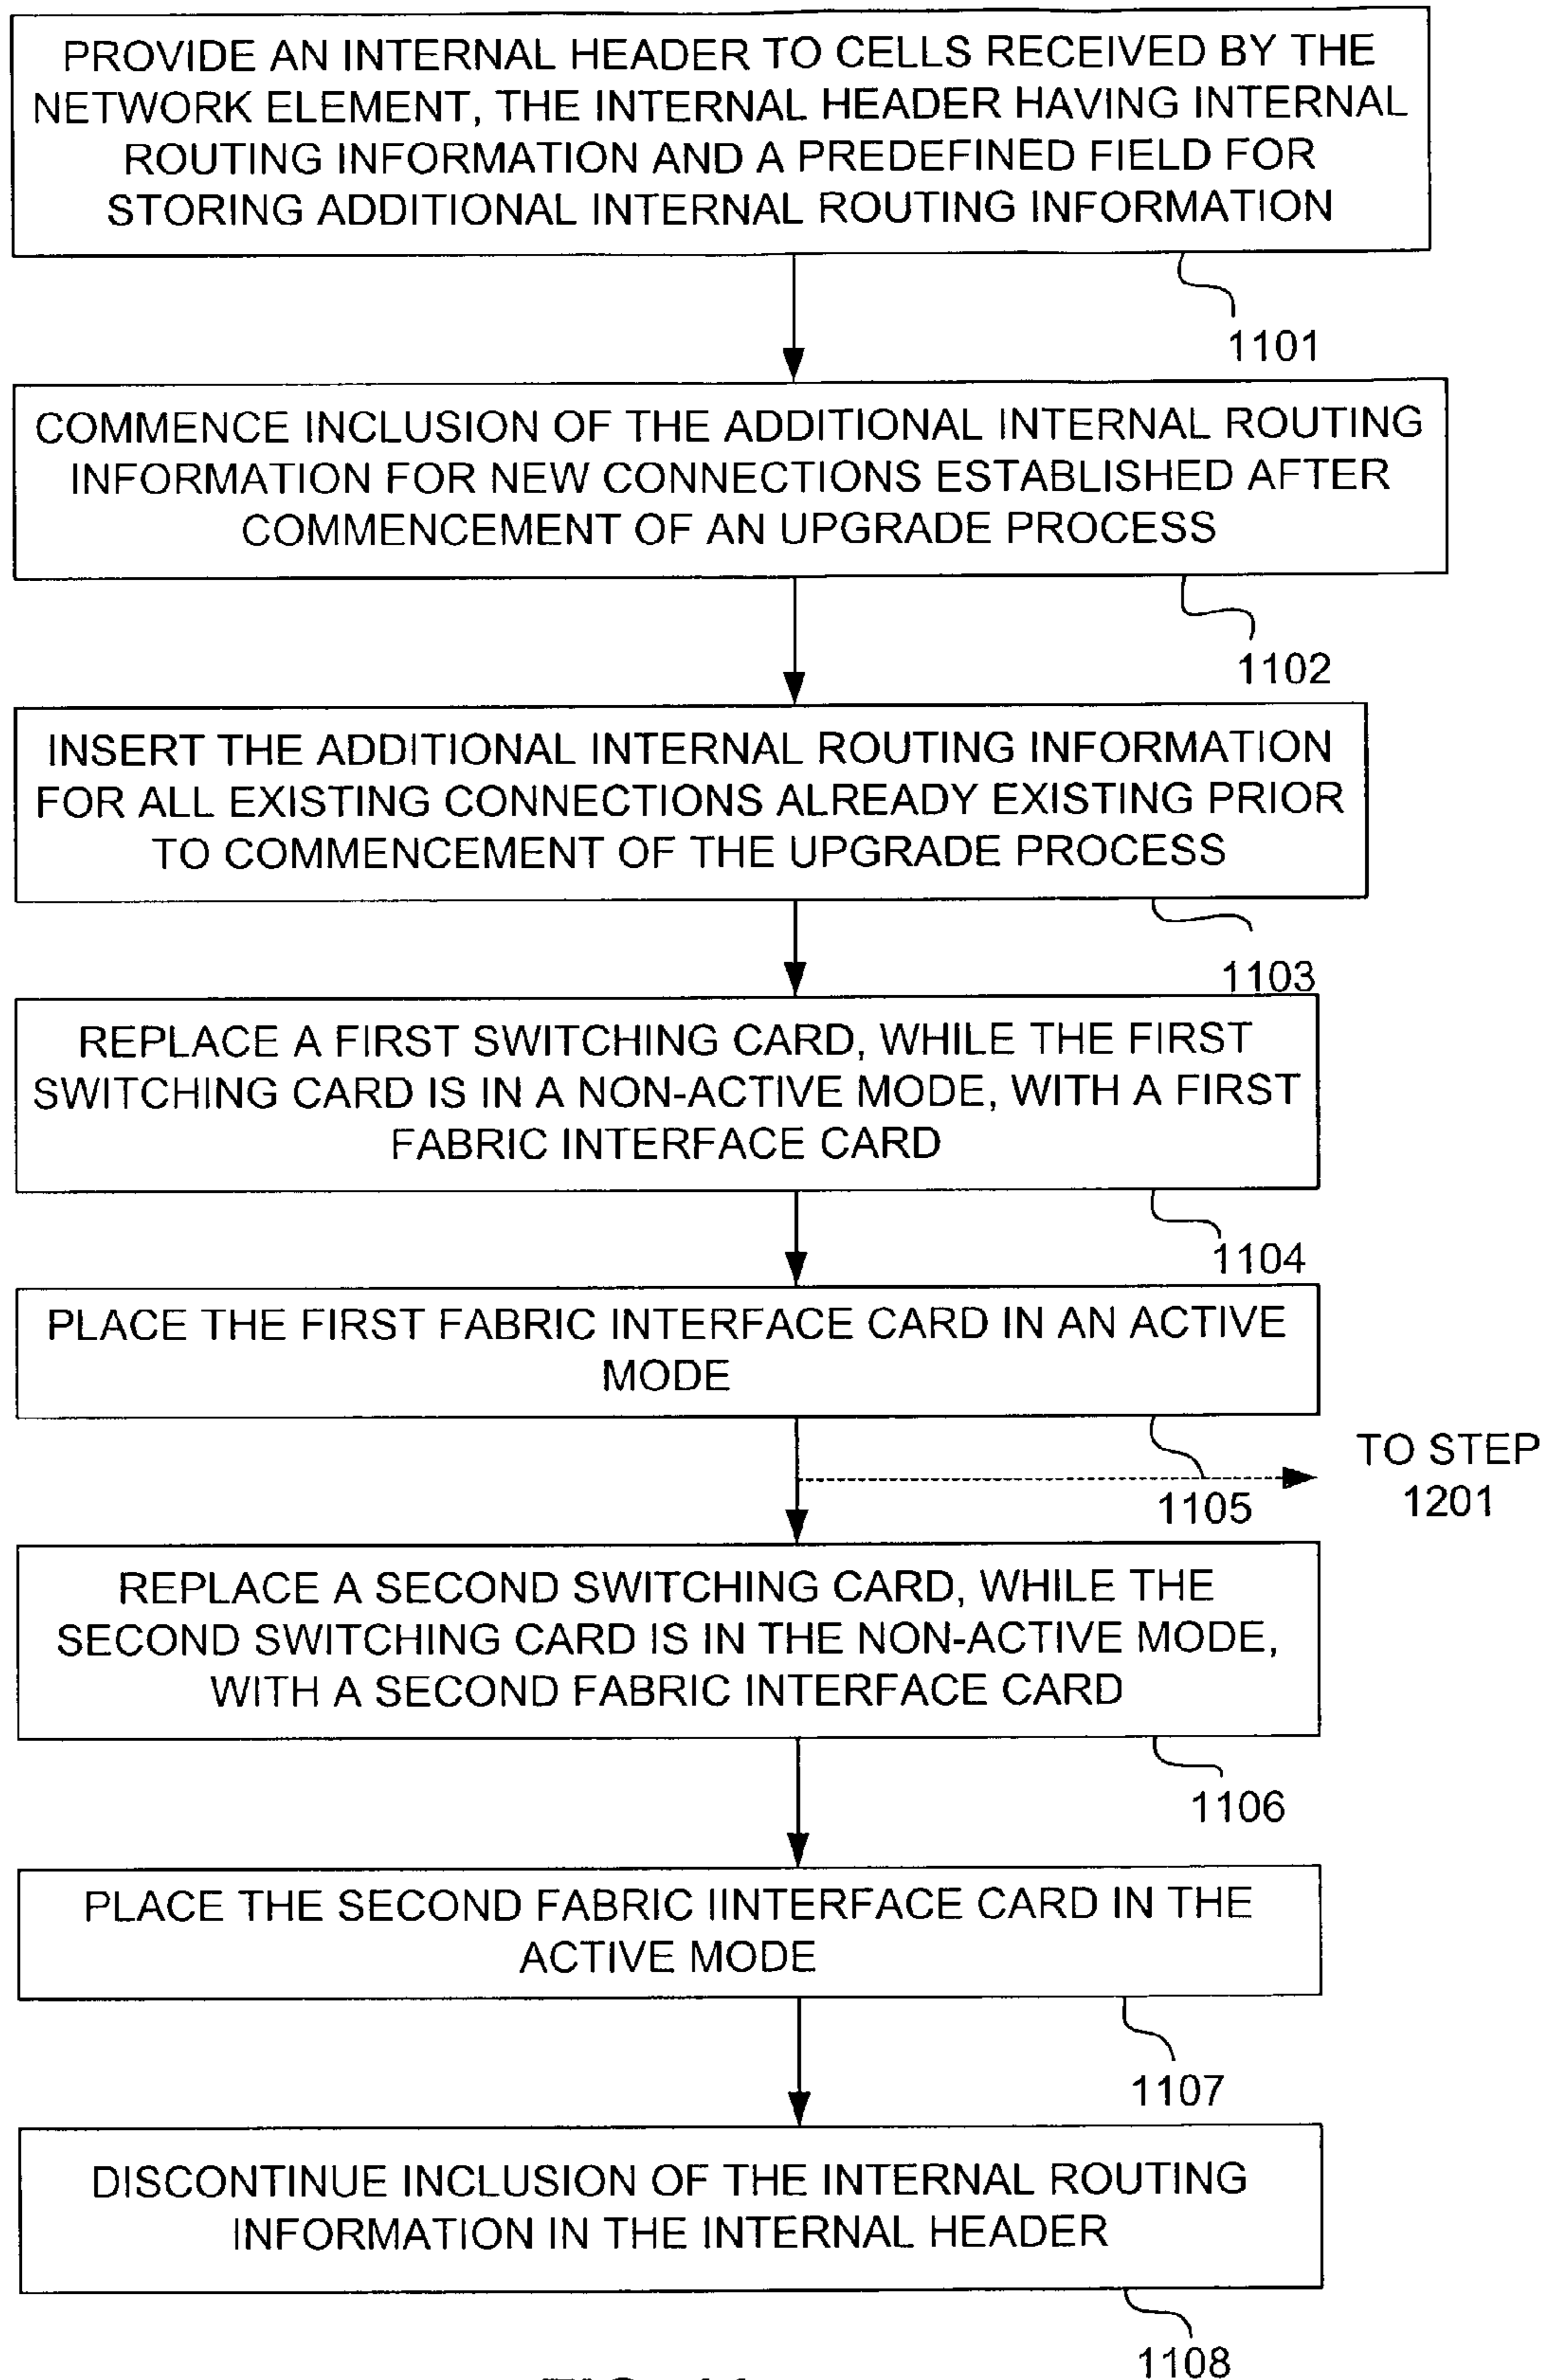 PROVIDE AN INTERNAL HEADER TO CELLS RECEIVED BY THE
NETWORK ELEMENT, THE INTERNAL HEADER HAVING INTERNAL
ROUTING INFORMATION AND A PREDEFINED FIELD FOR
STORING ADDITIONAL INTERNAL ROUTING INFORMATION
1101
COMMENCE INCLUSION OF THE ADDITIONAL INTERNAL ROUTING
INFORMATION FOR NEW CONNECTIONS ESTABLISHED AFTER
COMMENCEMENT OF AN UPGRADE PROCESS
1102
INSERT THE ADDITIONAL INTERNAL ROUTING INFORMATION
FOR ALL EXISTING CONNECTIONS ALREADY EXISTING PRIOR
TO COMMENCEMENT OF THE UPGRADE PROCESS
1103
REPLACE A FIRST SWITCHING CARD, WHILE THE FIRST
SWITCHING CARD IS IN A NON-ACTIVE MODE, WITH A FIRST
FABRIC INTERFACE CARD
1104
PLACE THE FIRST FABRIC INTERFACE CARD IN AN ACTIVE
MODE
TO STEP
1201
1105
REPLACE A SECOND SWITCHING CARD, WHILE THE
SECOND SWITCHING CARD IS IN THE NON-ACTIVE MODE,
WITH A SECOND FABRIC INTERFACE CARD
1106
PLACE THE SECOND FABRIC IINTERFACE CARD IN THE
ACTIVE MODE
1107
DISCONTINUE INCLUSION OF THE INTERNAL ROUTING
INFORMATION IN THE INTERNAL HEADER
1108